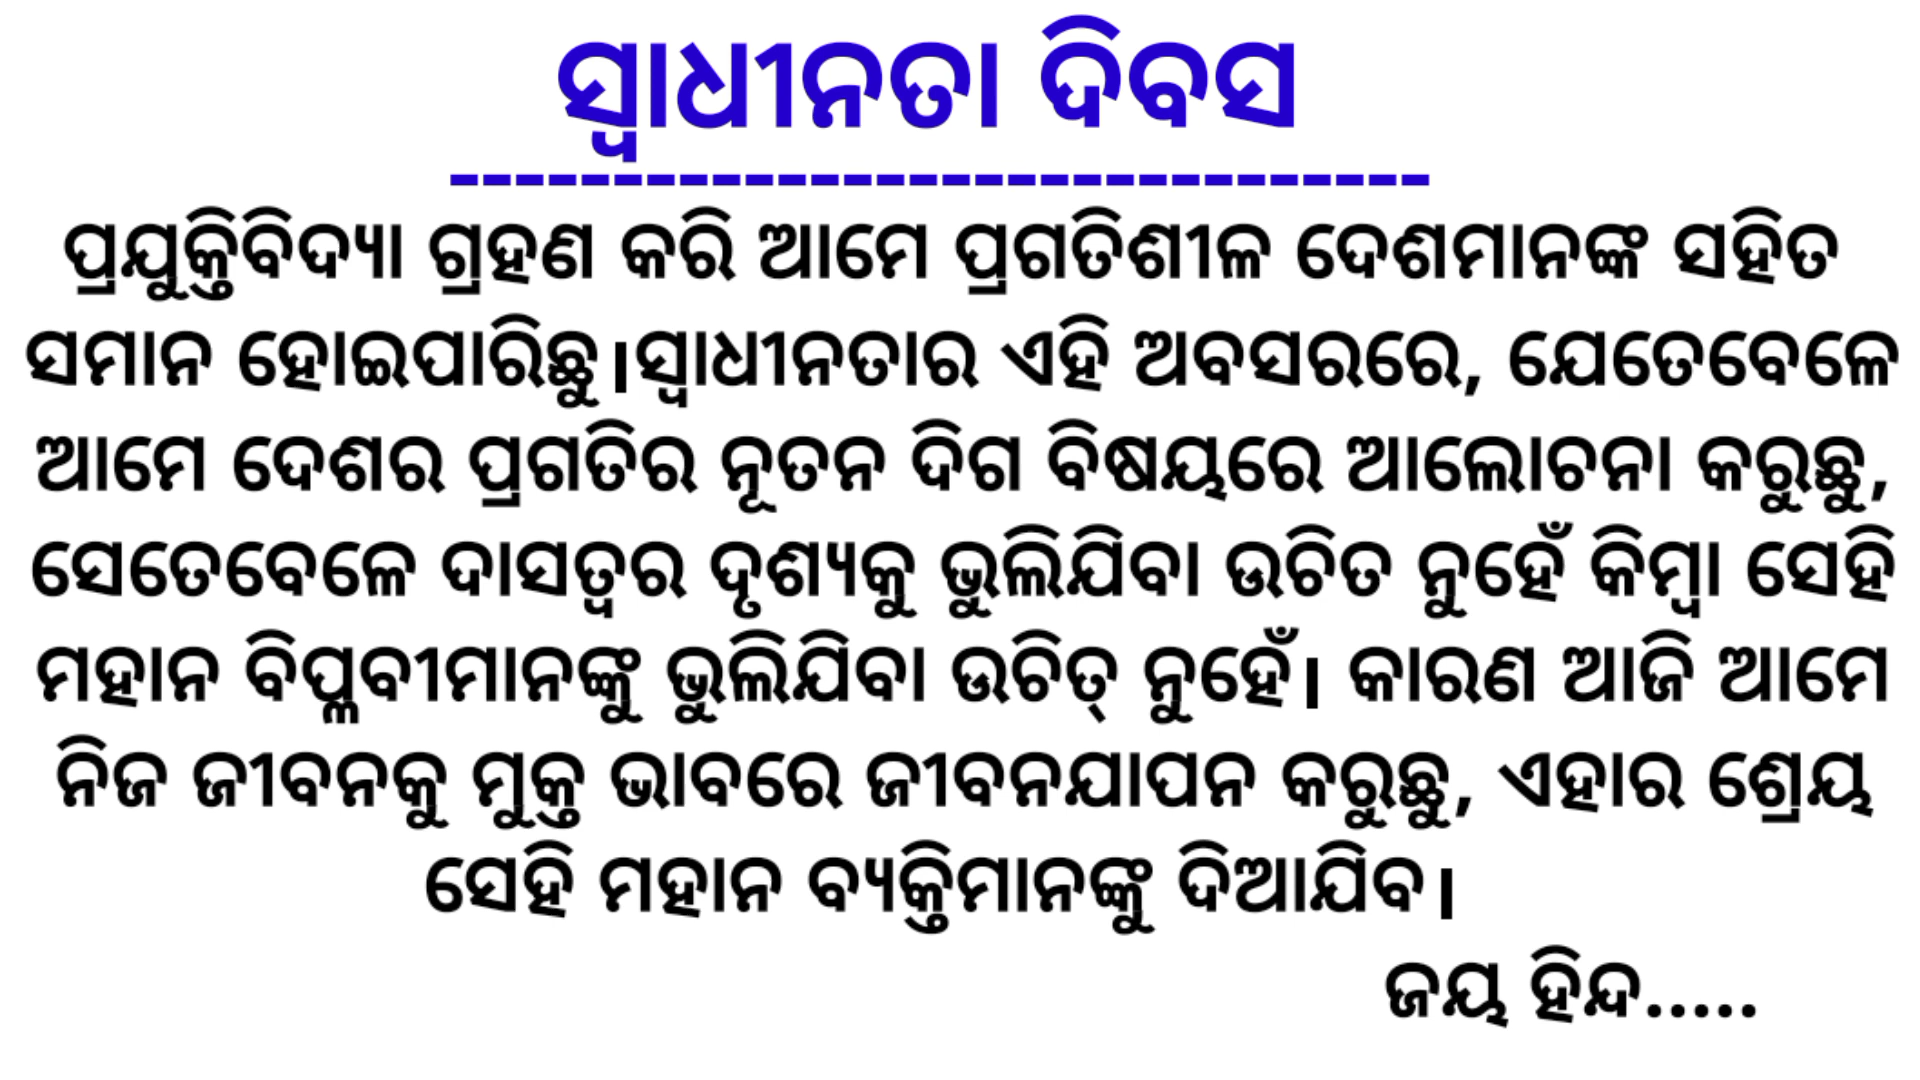 ସ୍ୱାଧୀନତା ଦିବସ
------------------------------
ପ୍ରଯୁକ୍ତିବିଦ୍ୟା ଗ୍ରହଣ କରି ଆମେ ପ୍ରଗତିଶୀଳ ଦେଶମାନଙ୍କ ସହିତ
ସମାନ ହୋଇପାରିଛୁ।ସ୍ୱାଧୀନତାର ଏହି ଅବସରରେ, ଯେତେବେଳେ
ଆମେ ଦେଶର ପ୍ରଗତିର ନୂତନ ଦିଗ ବିଷୟରେ ଆଲୋଚନା କରୁଛୁ,
ସେତେବେଳେ ଦାସତ୍ୱର ଦୃଶ୍ୟକୁ ଭୁଲିଯିବା ଉଚିତ ନୁହେଁ କିମ୍ବା ସେହି
ମହାନ ବିପ୍ଳବୀମାନଙ୍କୁ ଭୁଲିଯିବା ଉଚିତ୍ ନୁହେଁ। କାରଣ ଆଜି ଆମେ
ନିଜ ଜୀବନକୁ ମୁକ୍ତ ଭାବରେ ଜୀବନଯାପନ କରୁଛୁ, ଏହାର ଶ୍ରେୟ
ସେହି ମହାନ ବ୍ୟକ୍ତିମାନଙ୍କୁ ଦିଆଯିବ।
ଜୟ ହିନ୍ଦ.....